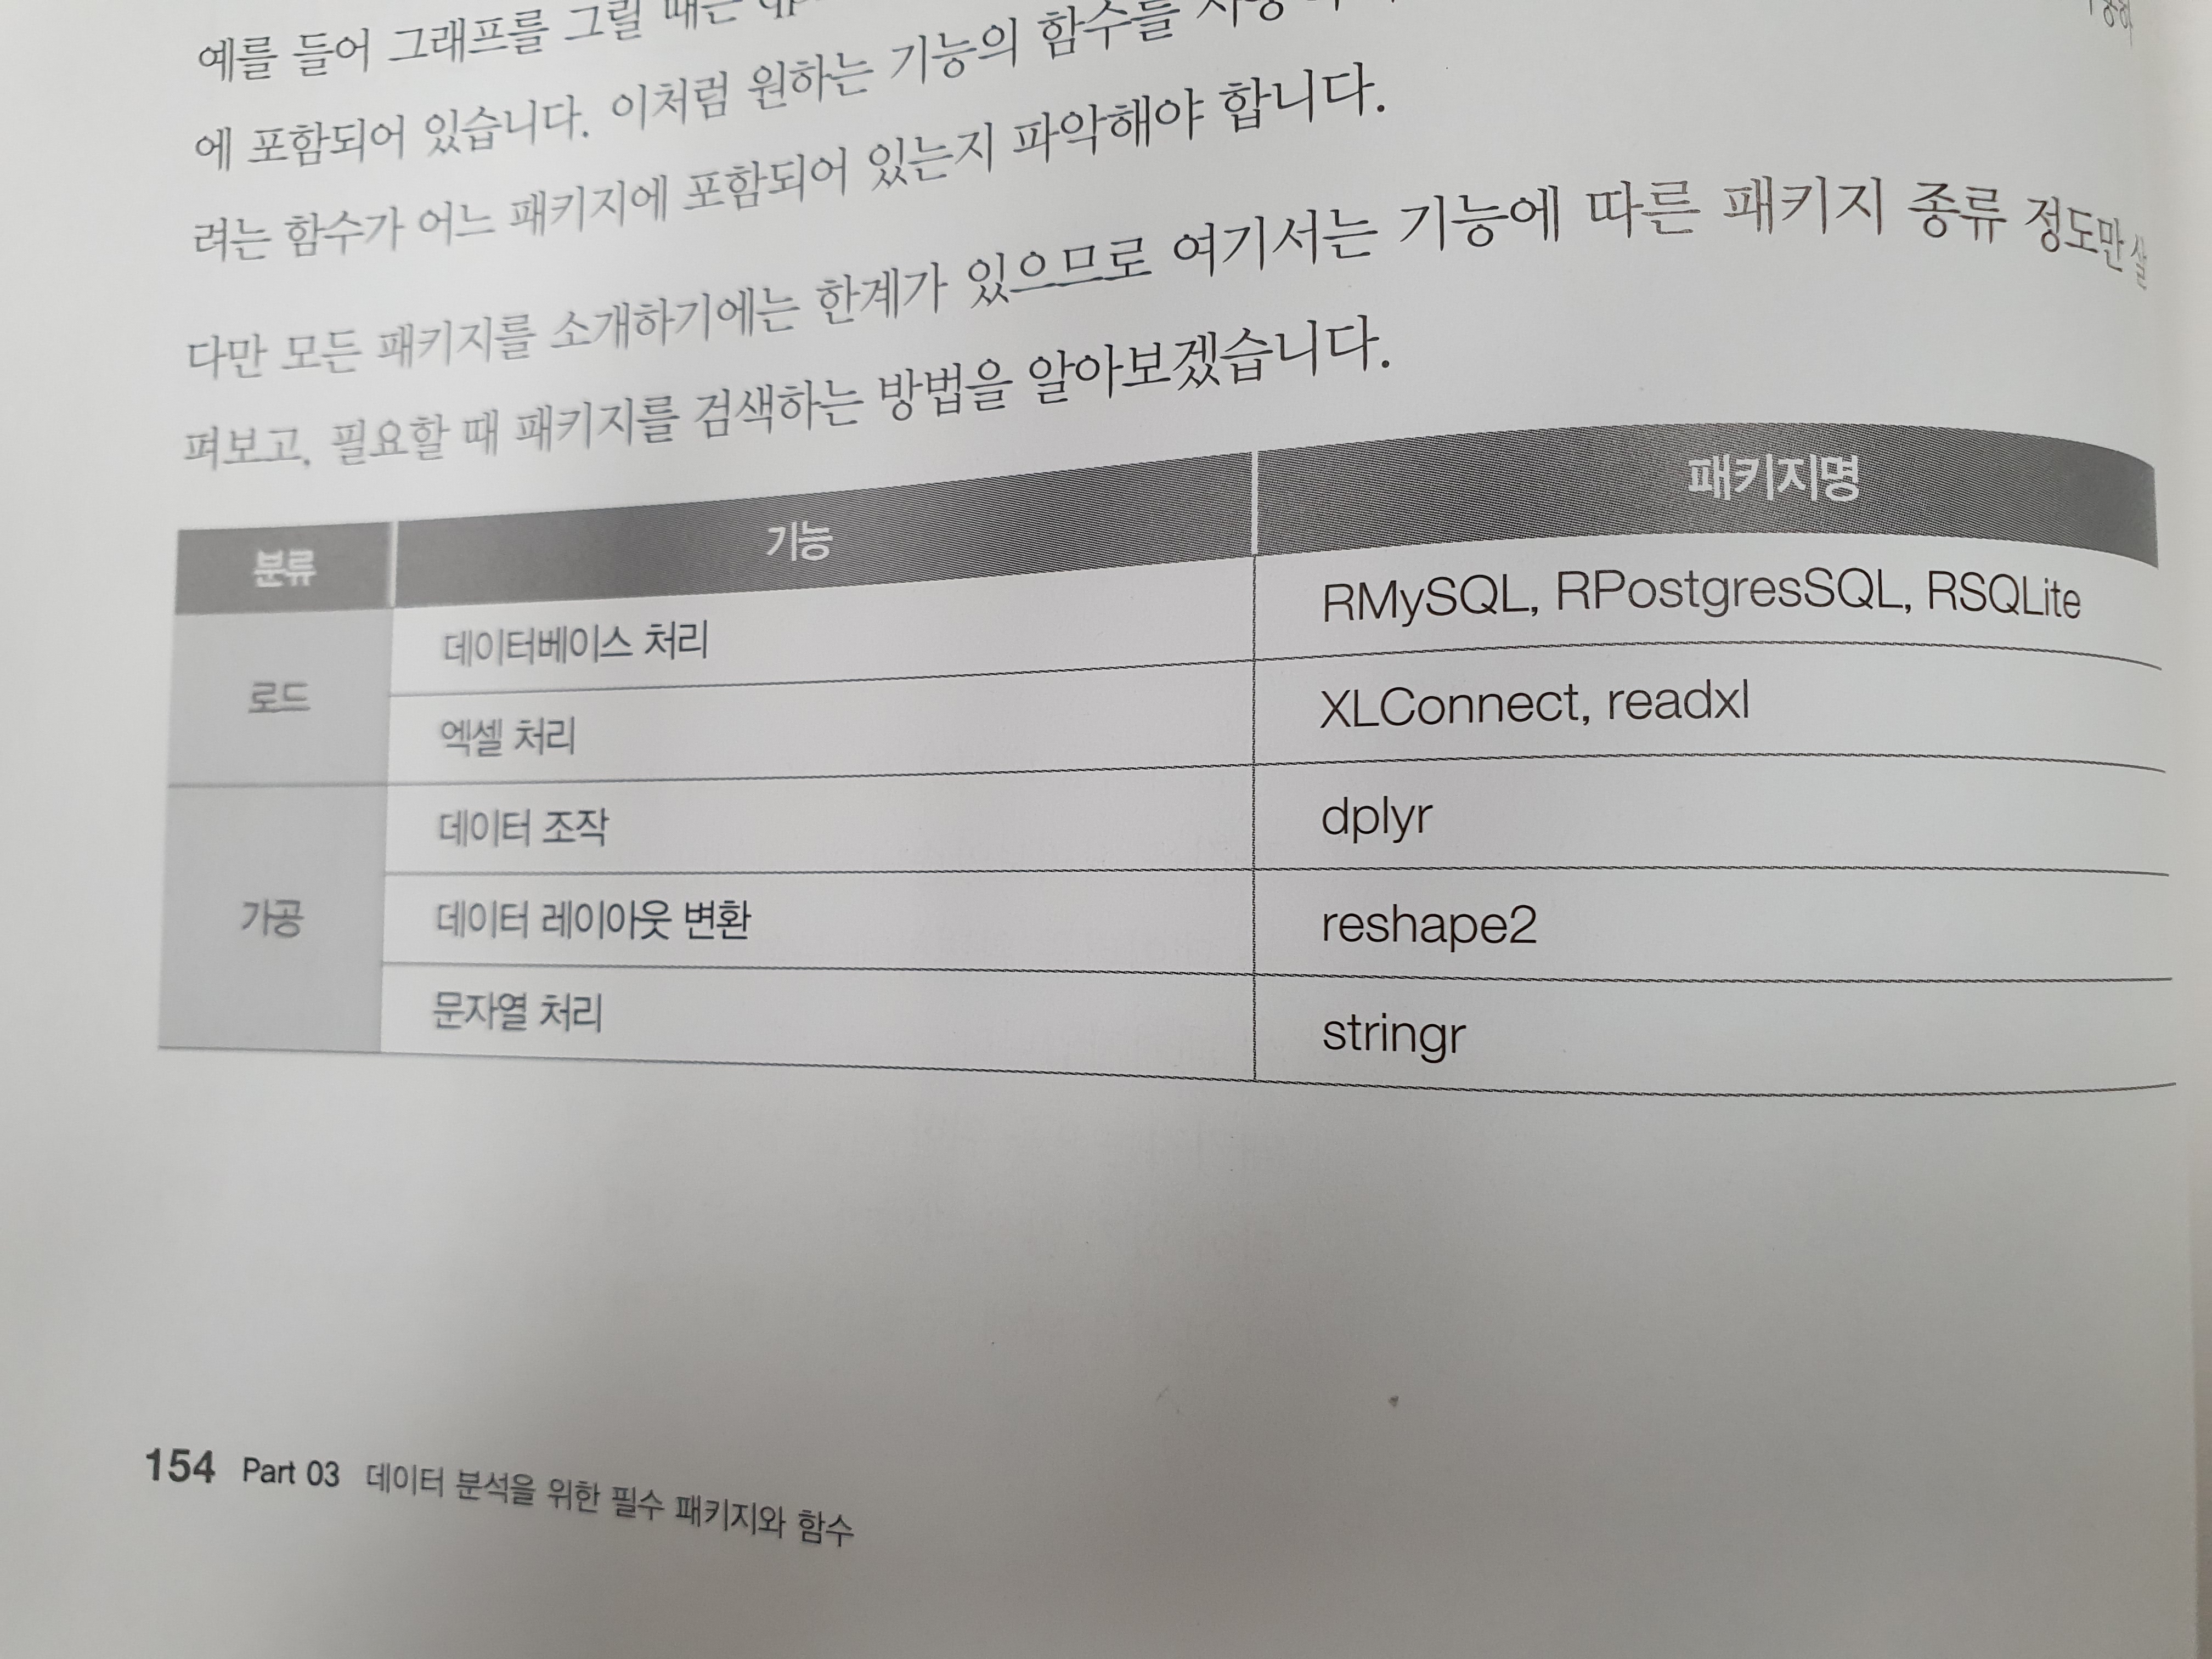 예를 들어 그래프를 그릴 때는
에 포함되어 있습니다. 이처럼 원하는 기능의 함수를
려는 함수가 어느 패키지에 포함되어 있는지 파악해야 합니다.
다만 모든 패키지를 소개하기에는 한계가 있으므로 여기서는 기능에 따른 패키지 종류 정도만 살
펴보고, 필요할 때 패키지를 검색하는 방법을 알아보겠습니다.
분류 기능 패키지명
로드 데이터베이스 처리 RMySQL, RPostgresSQL, RSQLite
엑셀 처리 XLConnect, readxl
가공 데이터 조작 dplyr
데이터 레이아웃 변환 reshape2
문자열 처리 stringr
154 Part 03 데이터 분석을 위한 필수 패키지와 함수